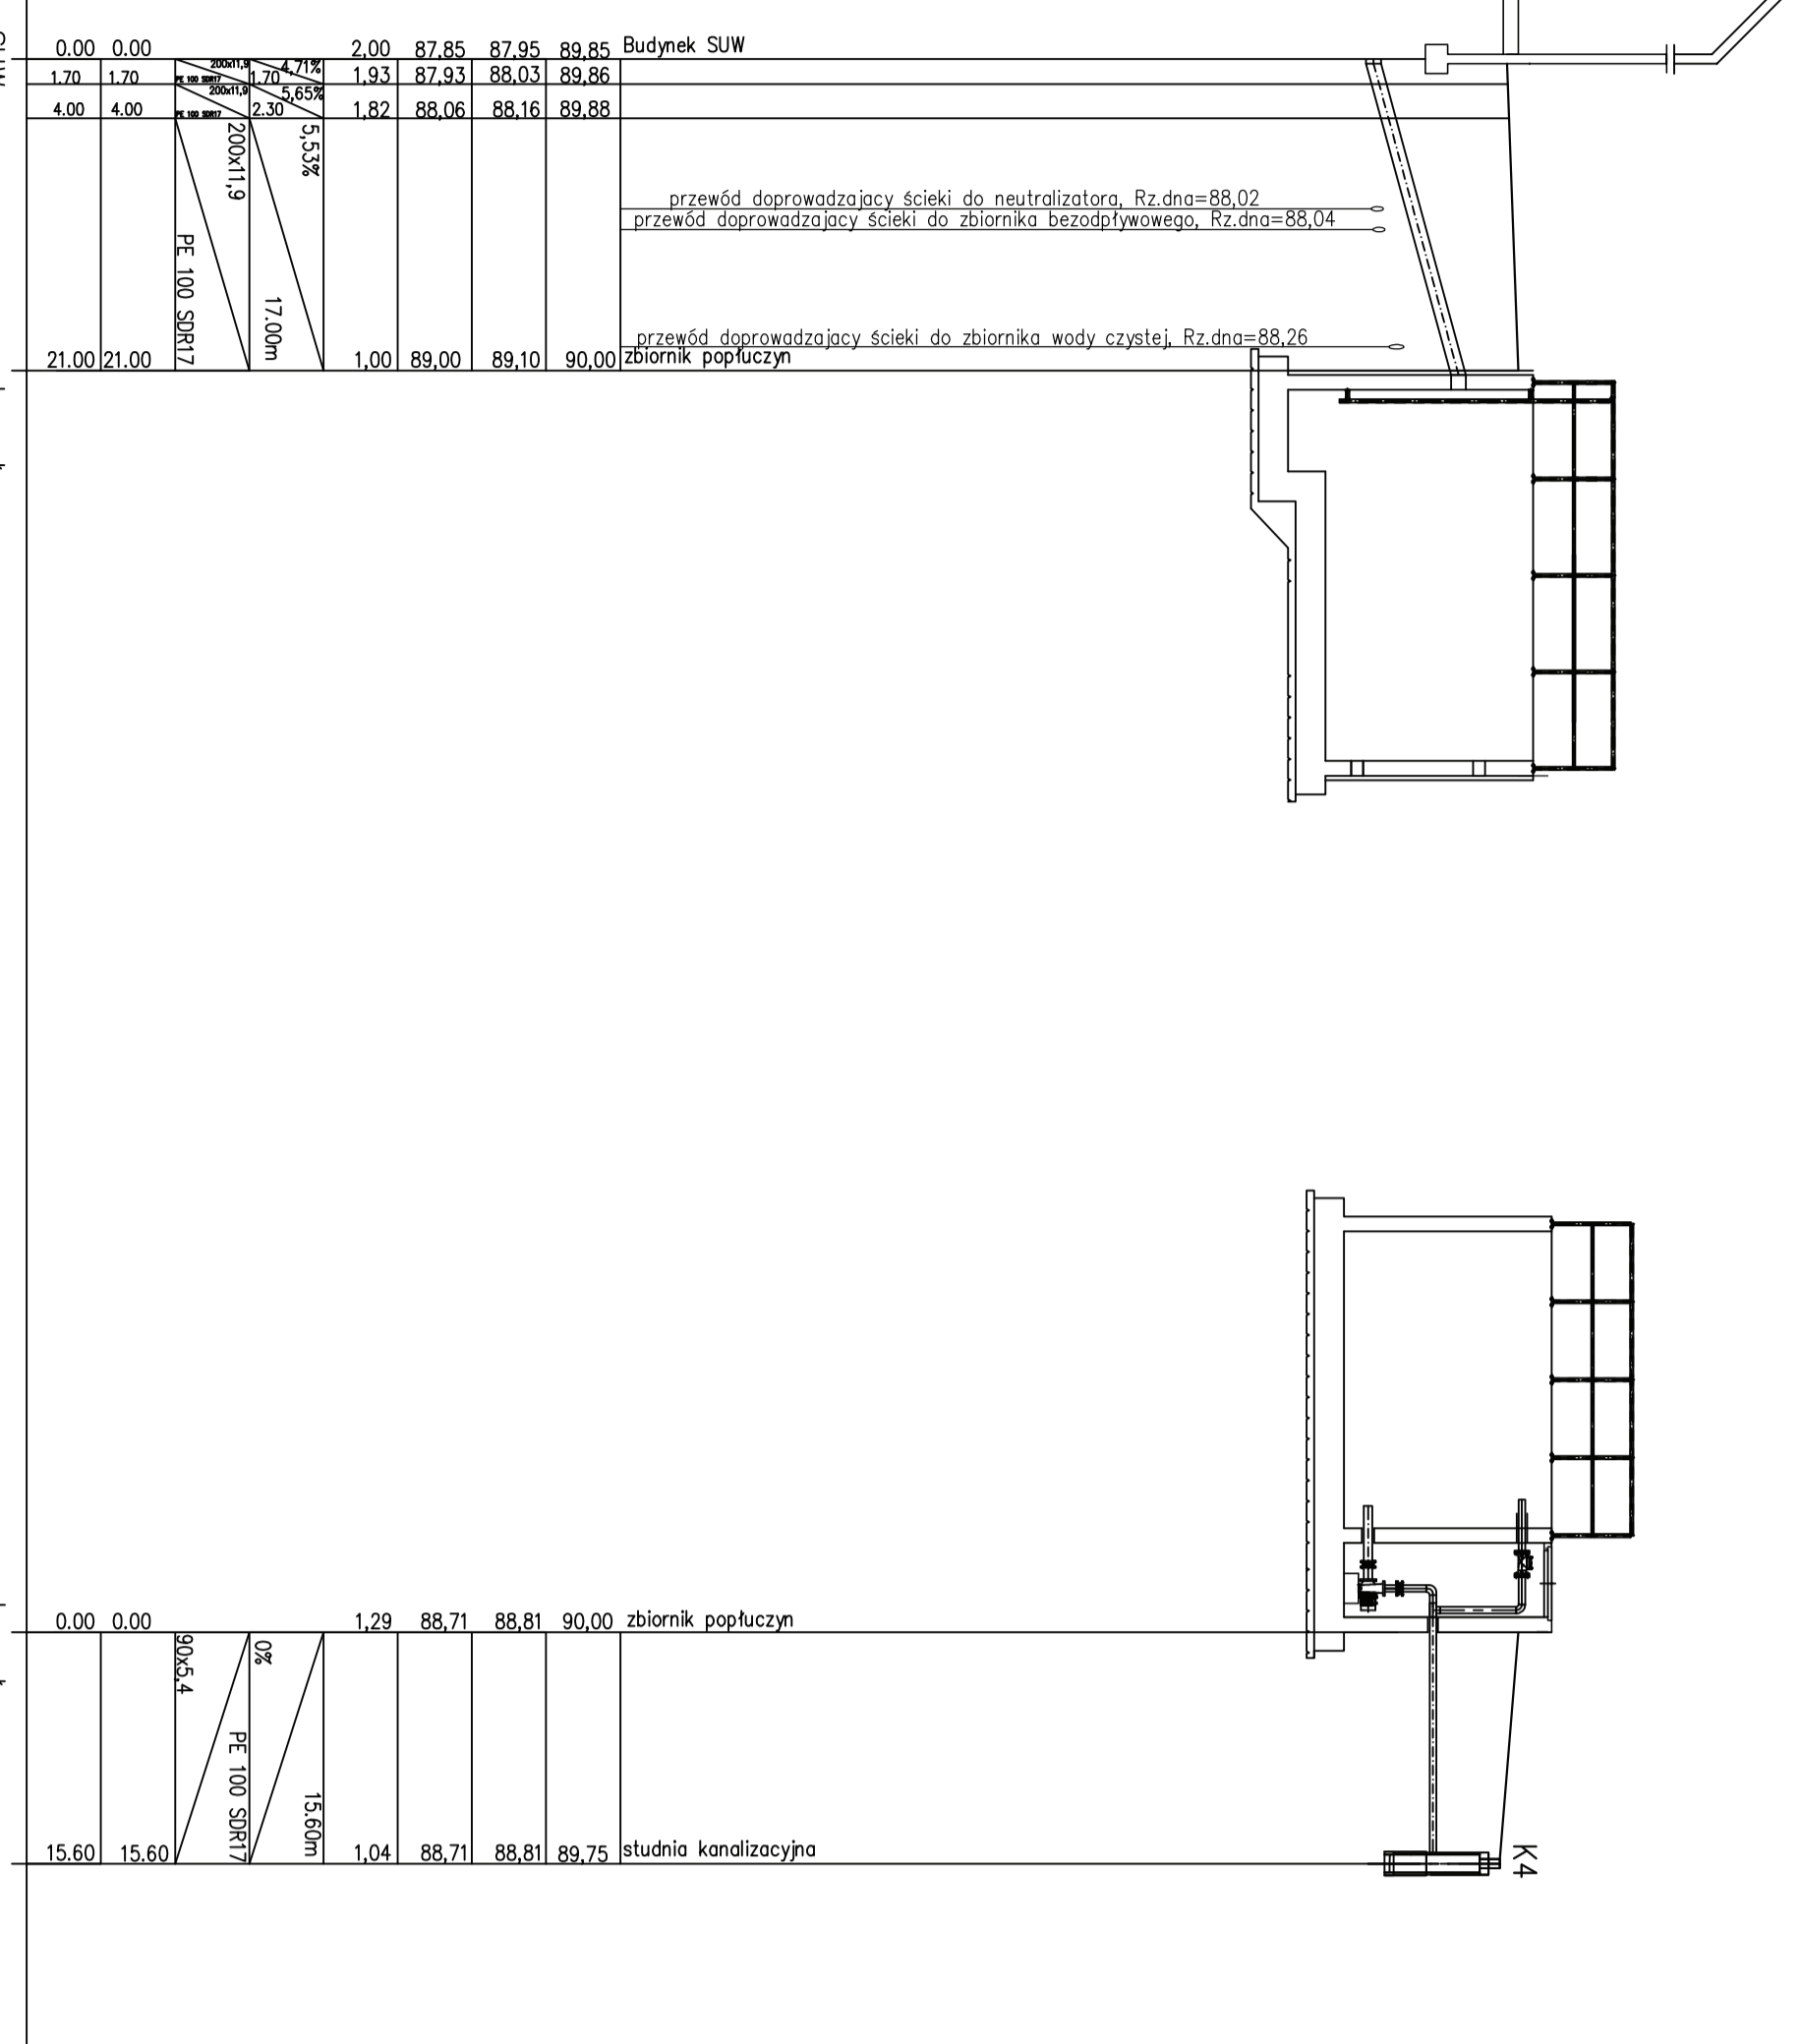 0.00 0.00 2,00 87,85 87,95 89,85 Budynek SUW
200x11,9 4,71%
1.70 1.70 PE 100 SDR17 1.70 1,93 87,93 88,03 89,86
200x11,9 5,65%
4.00 4.00 PE 100 SDR17 2.30 1,82 88,06 88,16 89,88
5,53%
200x11,9
przewód doprowadzajacy ścieki do neutralizatora, Rz.dna=88,02
przewód doprowadzajacy ścieki do zbiornika bezodpływowego, Rz.dna=88,04
PE 100 SDR17
17.00m
przewód doprowadzajacy ścieki do zbiornika wody czystej, Rz.dna=88,26
21.00 21.00 1,00 89,00 89,10 90,00 zbiornik popłuczyn
0.00 0.00 1,29 88,71 88,81 90,00 zbiornik popłuczyn
90x5,4
0%
PE 100 SDR17
15.60m
15.60 15.60 1,04 88,71 88,81 89,75 studnia kanalizacyjna
K4